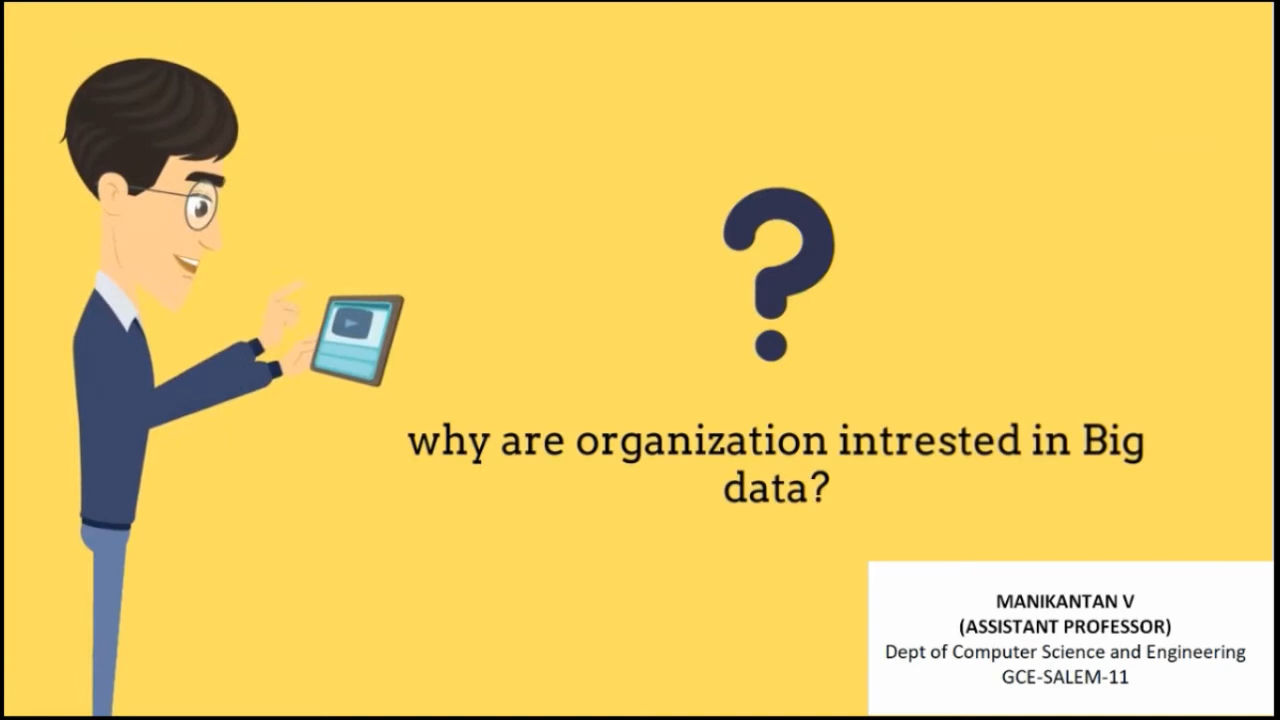 ?
why are organization intrested in Big
data?
MANIKANTAN V
(ASSISTANT PROFESSOR)
Dept of Computer Science and Engineering
GCE-SALEM-11